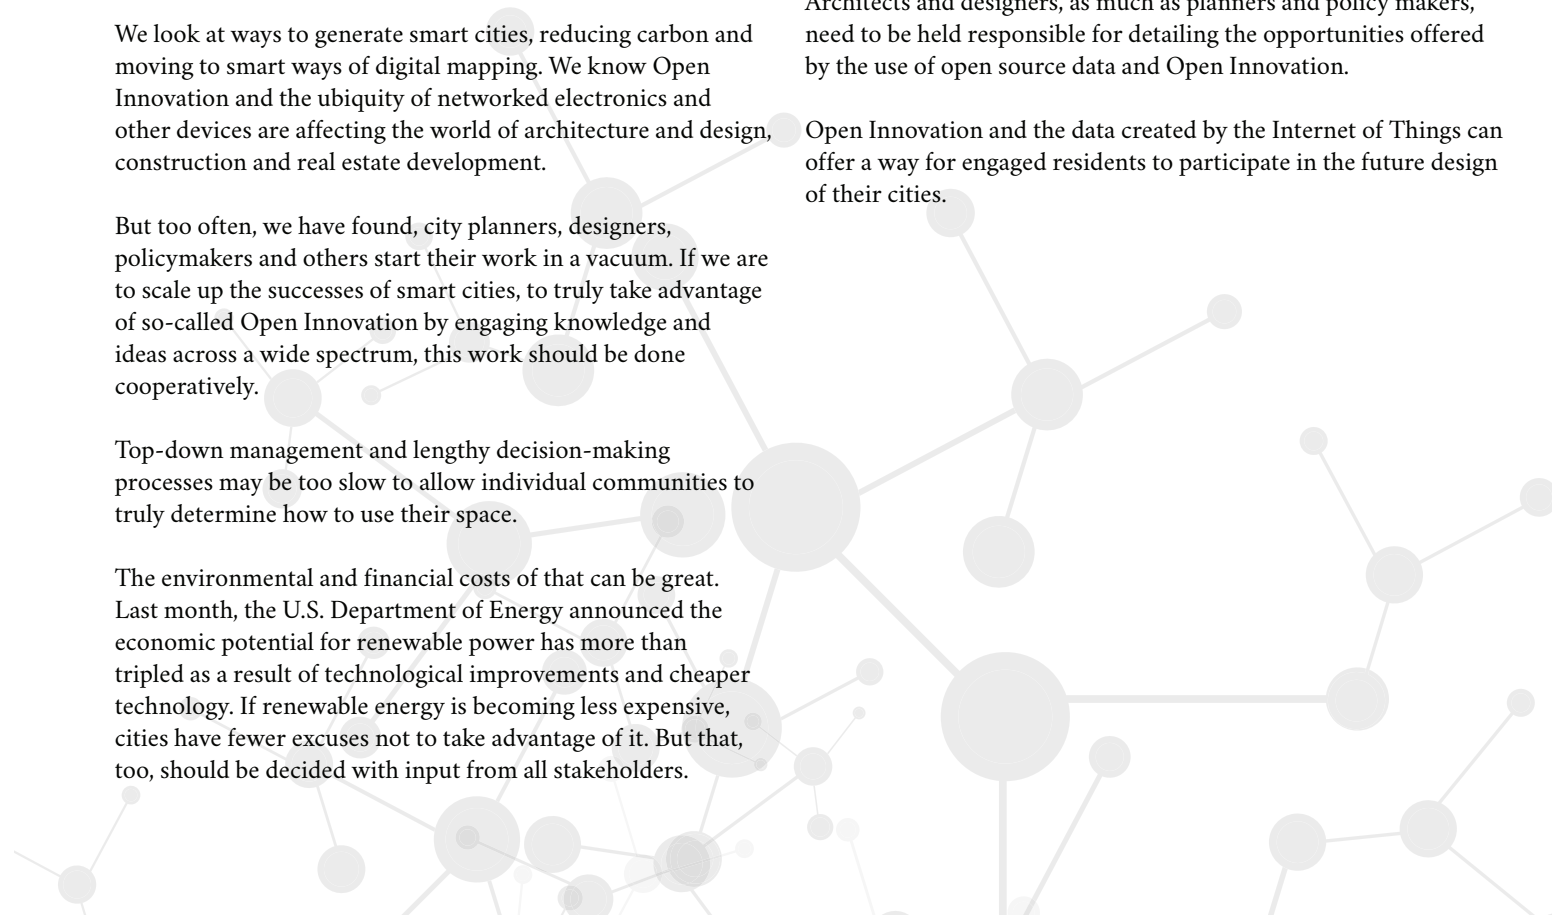 We look at ways to generate smart cities, reducing carbon and
moving to smart ways of digital mapping. We know Open
Innovation and the ubiquity of networked electronics and
other devices are affecting the world of architecture and design,
construction and real estate development.
But too often, we have found, city planners, designers,
policymakers and others start their work in a vacuum. If we are
to scale up the successes of smart cities, to truly take advantage
of so-called Open Innovation by engaging knowledge and
ideas across a wide spectrum, this work should be done
cooperatively.
Top-down management and lengthy decision-making
processes may be too slow to allow individual communities to
truly determine how to use their space.
The environmental and financial costs of that can be great.
Last month, the U.S. Department of Energy announced the
economic potential for renewable power has more than
tripled as a result of technological improvements and cheaper
technology. If renewable energy is becoming less expensive,
cities have fewer excuses not to take advantage of it. But that,
too, should be decided with input from all stakeholders.
Architects and designers, as much as planners and policy makers,
need to be held responsible for detailing the opportunities offered
by the use of open source data and Open Innovation.
Open Innovation and the data created by the Internet of Things can
offer a way for engaged residents to participate in the future design
of their cities.